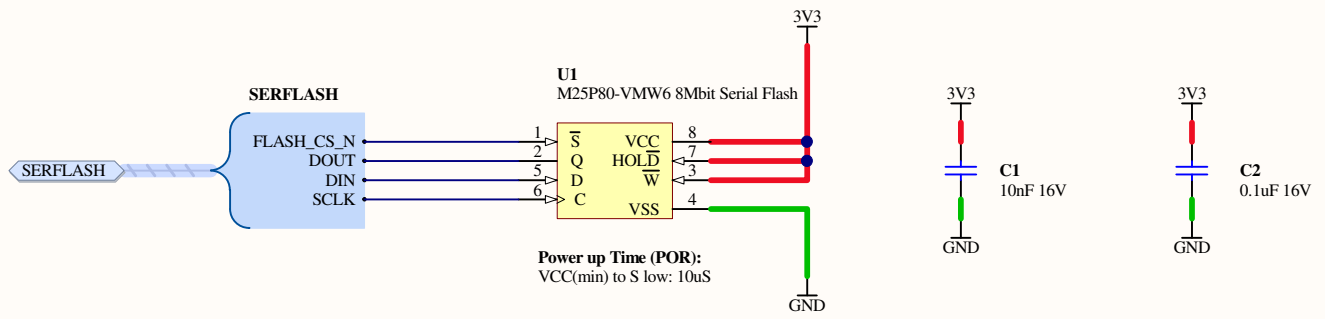 3V3
U1
M25P80-VMW6 8Mbit Serial Flash
SERFLASH
3V3
3V3
FLASH_CS_N
1
S
VCC
8
DOUT
2
Q
HOLD
7
SERFLASH
DIN
5
D
W
3
C1
10nF 16V
C2
0.1uF 16V
SCLK
6
C
VSS
4
GND
GND
Power up Time (POR):
VCC(min) to S low: 10uS
GND